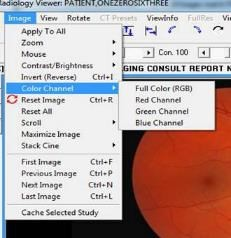 Radiology Viewer: PATIENT,ONEZEROSIXTHREE
Image View Rotate CT Presets ViewInfo FullRes
Apply To All
Zoom
Mouse
Contrast/Brightness
Invert (Reverse) Ctrl+I
Color Channel
Reset Image Ctrl+R
Reset All
Scroll
Maximize Image
Stack Cine
First Image Ctrl+F
Previous Image Ctrl+P
Next Image Ctrl+N
Last Image Ctrl+L
Cache Selected Study
Con. 100
GING CONSULT REPORT
Full Color (RGB)
Red Channel
Green Channel
Blue Channel